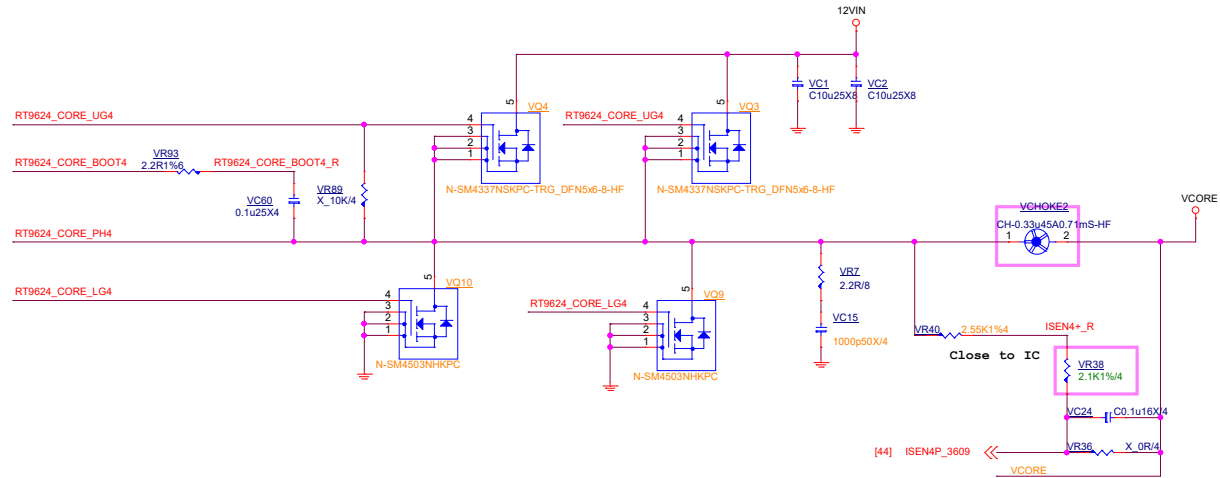 12VIN
VC1
C10u25X8
VC2
C10u25X8
RT9624_CORE_UG4
4
3
2
1
5
VQ4
N-SM4337NSKPC-TRG_DFN5x6-8-HF
RT9624_CORE_UG4
4
3
2
1
5
VQ3
N-SM4337NSKPC-TRG_DFN5x6-8-HF
RT9624_CORE_BOOT4
VR93
2.2R1%6
RT9624_CORE_BOOT4_R
VC60
0.1u25X4
VR89
X_10K/4
RT9624_CORE_PH4
VCHOKE2
CH-0.33u45A0.71mS-HF
1
2
VCORE
RT9624_CORE_LG4
4
3
2
1
5
VQ10
N-SM4503NHKPC
RT9624_CORE_LG4
4
3
2
1
5
VQ9
N-SM4503NHKPC
VR7
2.2R/8
VC15
1000p50X/4
VR40
2.55K1%4
ISEN4+_R
Close to IC
VR38
2.1K1%/4
VC24
C0.1u16X/4
[44] ISEN4P_3609
VR36
X_0R/4
VCORE